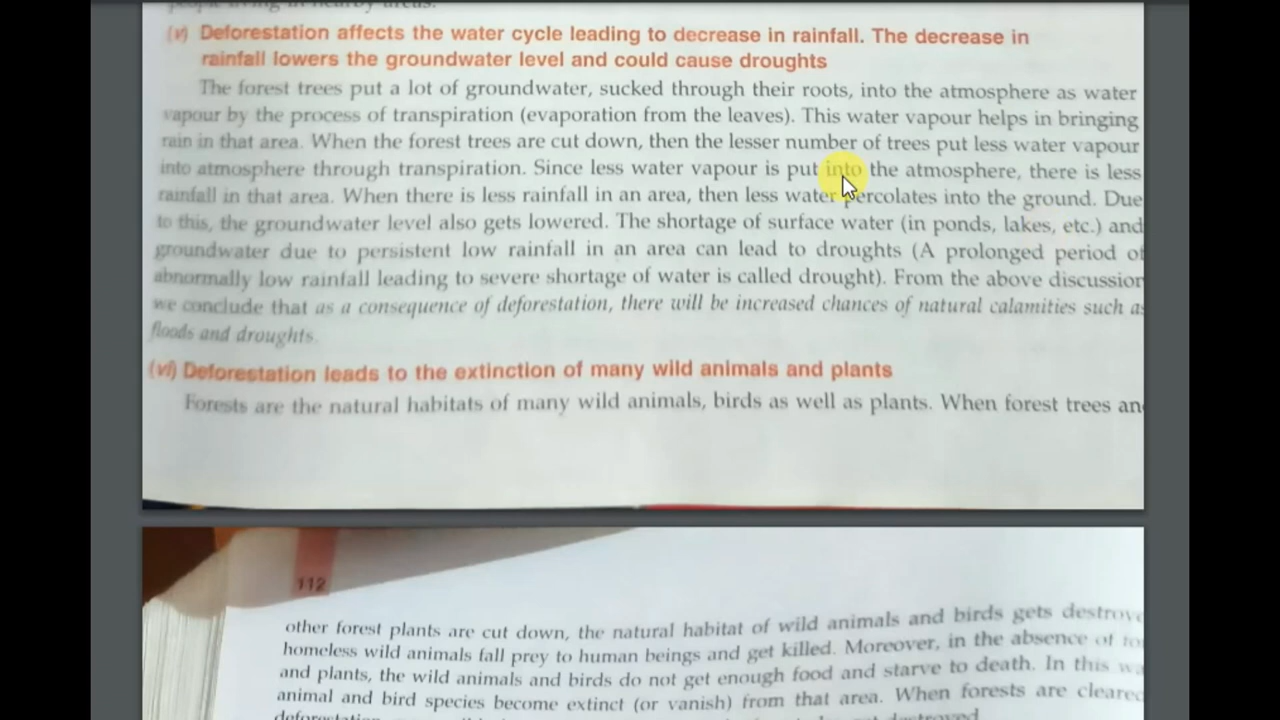 people living in nearby areas.
(v) Deforestation affects the water cycle leading to decrease in rainfall. The decrease in
rainfall lowers the groundwater level and could cause droughts
The forest trees put a lot of groundwater, sucked through their roots, into the atmosphere as water
vapour by the process of transpiration (evaporation from the leaves). This water vapour helps in bringing
rain in that area. When the forest trees are cut down, then the lesser number of trees put less water vapour
into atmosphere through transpiration. Since less water vapour is put into the atmosphere, there is less
rainfall in that area. When there is less rainfall in an area, then less water percolates into the ground. Due
to this, the groundwater level also gets lowered. The shortage of surface water (in ponds, lakes, etc.) and
groundwater due to persistent low rainfall in an area can lead to droughts (A prolonged period of
abnormally low rainfall leading to severe shortage of water is called drought). From the above discussion
we conclude that as a consequence of deforestation, there will be increased chances of natural calamities such as
floods and droughts.
(vi) Deforestation leads to the extinction of many wild animals and plants
Forests are the natural habitats of many wild animals, birds as well as plants. When forest trees an
112
other forest plants are cut down, the natural habitat of wild animals and birds gets destroye
homeless wild animals fall prey to human beings and get killed. Moreover, in the absence of
and plants, the wild animals and birds do not get enough food and starve to death. In this
animal and bird species become extinct (or vanish) from that area. When forests are cleared